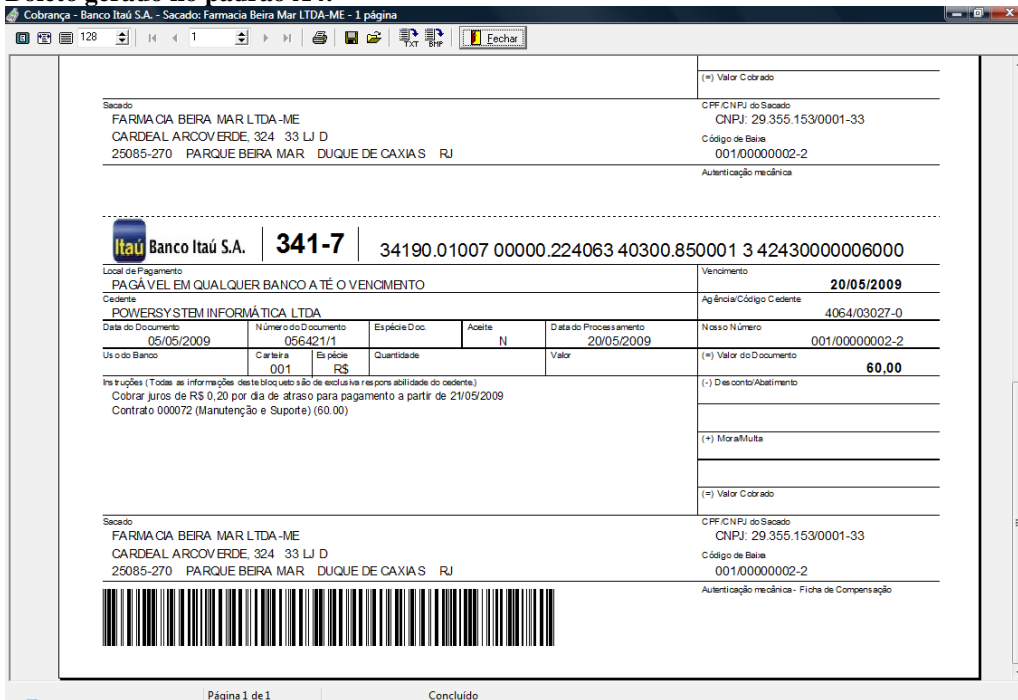 Boleto gerado no padrão A4.
Cobrança - Banco Itaú S.A. - Sacado: Farmacia Beira Mar LTDA-ME - 1 página
128 1 TXT BMP Fechar
(=) Valor Cobrado
Sacado CPF/CNPJ do Sacado
FARMACIA BEIRA MAR LTDA-ME CNPJ: 29.355.153/0001-33
CARDEAL ARCOVERDE, 324 33 LJ D Código de Baixa
25085-270 PARQUE BEIRA MAR DUQUE DE CAXIAS RJ 001/00000002-2
Autenticação mecânica
Itaú Banco Itaú S.A. 341-7 34190.01007 00000.224063 40300.850001 3 42430000006000
Local de Pagamento Vencimento
PAGÁVEL EM QUALQUER BANCO ATÉ O VENCIMENTO 20/05/2009
Cedente Agência/Código Cedente
POWERSYSTEM INFORMÁTICA LTDA 4064/03027-0
Data do Documento Número do Documento Espécie Doc. Aceite Data do Processamento Nosso Número
05/05/2009 056421/1 N 20/05/2009 001/00000002-2
Uso do Banco Carteira Espécie Quantidade Valor (=) Valor do Documento
001 R$ 60,00
Instruções (Todas as informações deste bloqueto são de exclusiva responsabilidade do cedente.) (-) Desconto/Abatimento
Cobrar juros de R$ 0,20 por dia de atraso para pagamento a partir de 21/05/2009
Contrato 000072 (Manutenção e Suporte) (60.00)
(+) Mora/Multa
(=) Valor Cobrado
Sacado CPF/CNPJ do Sacado
FARMACIA BEIRA MAR LTDA-ME CNPJ: 29.355.153/0001-33
CARDEAL ARCOVERDE, 324 33 LJ D Código de Baixa
25085-270 PARQUE BEIRA MAR DUQUE DE CAXIAS RJ 001/00000002-2
Autenticação mecânica - Ficha de Compensação
Página 1 de 1 Concluído